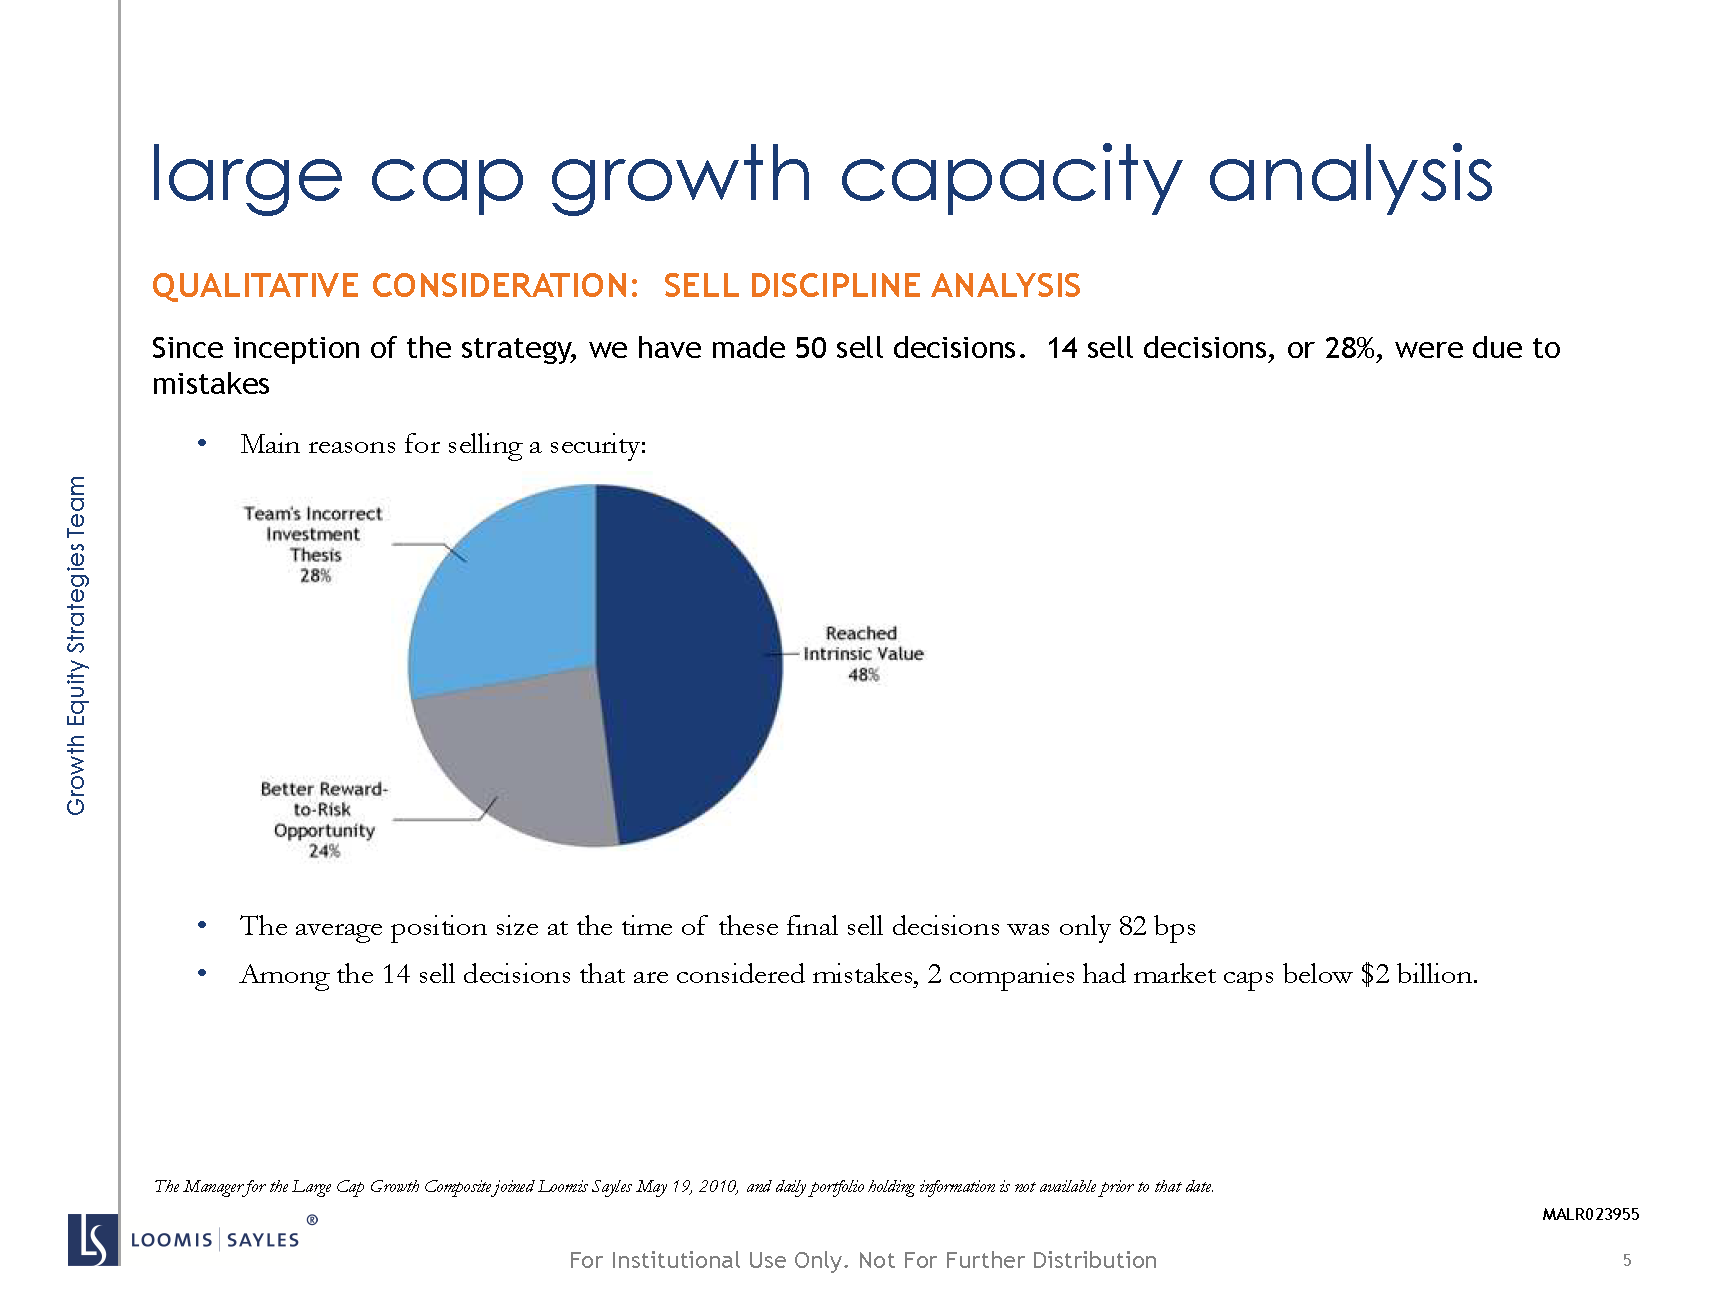 large cap growth capacity analysis
QUALITATIVE CONSIDERATION: SELL DISCIPLINE ANALYSIS
Since inception of the strategy, we have made 50 sell decisions. 14 sell decisions, or 28%, were due to
mistakes
• Main reasons for selling a security:
Team's Incorrect
Investment
Thesis
28%
Reached
Intrinsic Value
48%
Better Reward-
to-Risk
Opportunity
24%
• The average position size at the time of these final sell decisions was only 82 bps
• Among the 14 sell decisions that are considered mistakes, 2 companies had market caps below $2 billion.
Growth Equity Strategies Team
The Manager for the Large Cap Growth Composite joined Loomis Sayles May 19, 2010, and daily portfolio holding information is not available prior to that date.
MALR023955
LS LOOMIS | SAYLES ®
For Institutional Use Only. Not For Further Distribution
5